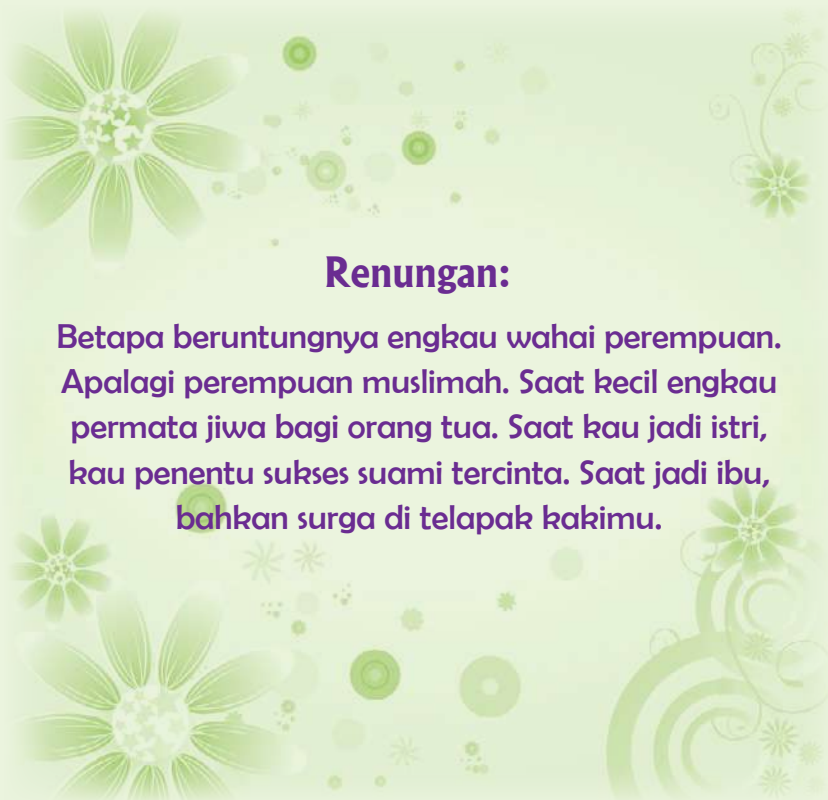 Renungan:
Betapa beruntungnya engkau wahai perempuan.
Apalagi perempuan muslimah. Saat kecil engkau
permata jiwa bagi orang tua. Saat kau jadi istri,
kau penentu sukses suami tercinta. Saat jadi ibu,
bahkan surga di telapak kakimu.